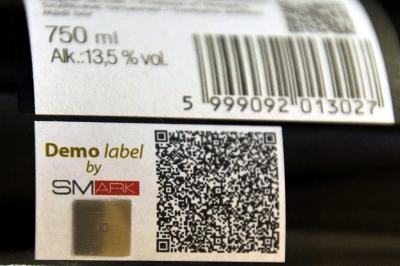 750 ml
Alk.:13,5 % vol.
5 999092 013027
Demo label
by
SMARK